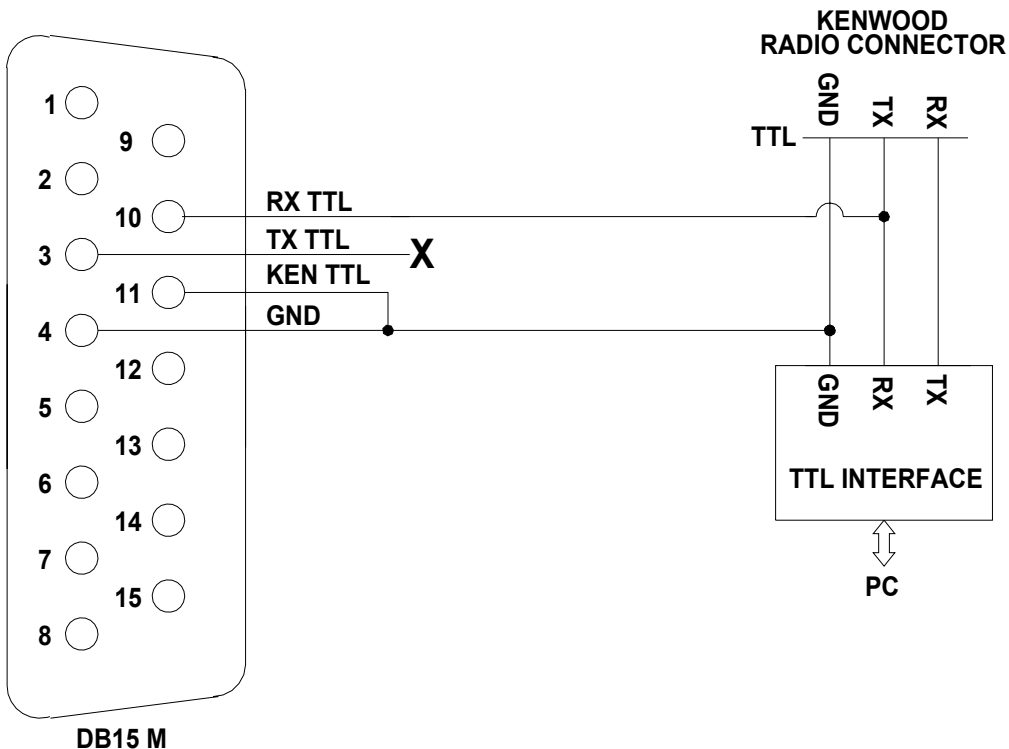 KENWOOD
RADIO CONNECTOR
GND TX RX
TTL
1
9
2
10 RX TTL
3 TX TTL X
11 KEN TTL
4 GND
12
5
13
6
14
7
15
8
GND RX TX
TTL INTERFACE
PC
DB15 M